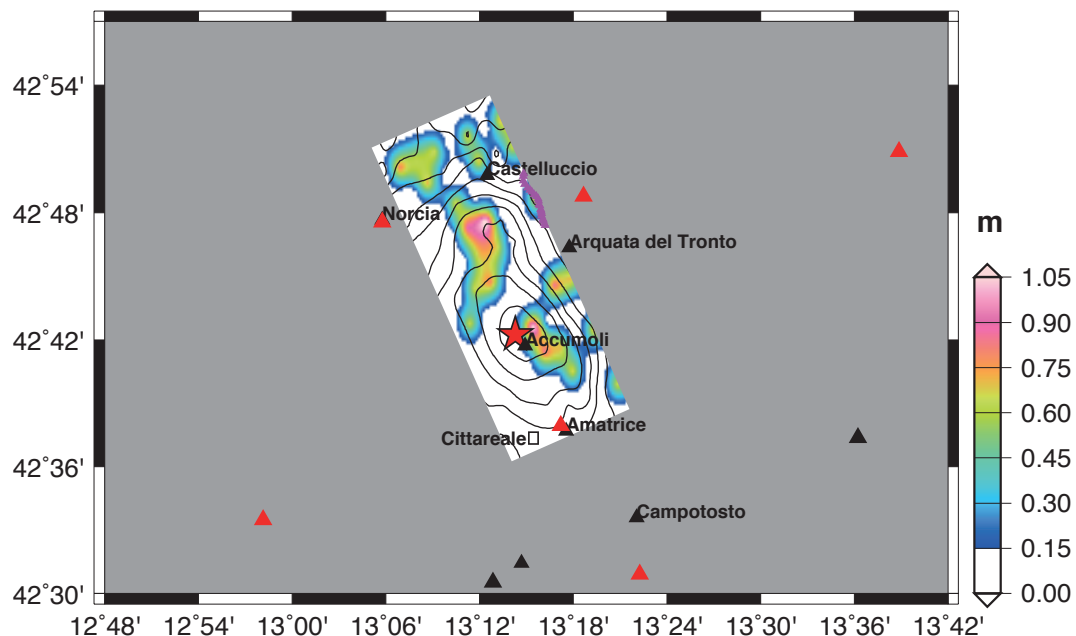 42°54'
Castelluccio
42°48'
Norcia
Arquata del Tronto
m
1.05
0.90
0.75
0.60
0.45
0.30
0.15
0.00
42°42'
Accumoli
Amatrice
Cittareale
42°36'
Campotosto
42°30'
12°48' 12°54' 13°00' 13°06' 13°12' 13°18' 13°24' 13°30' 13°36' 13°42'